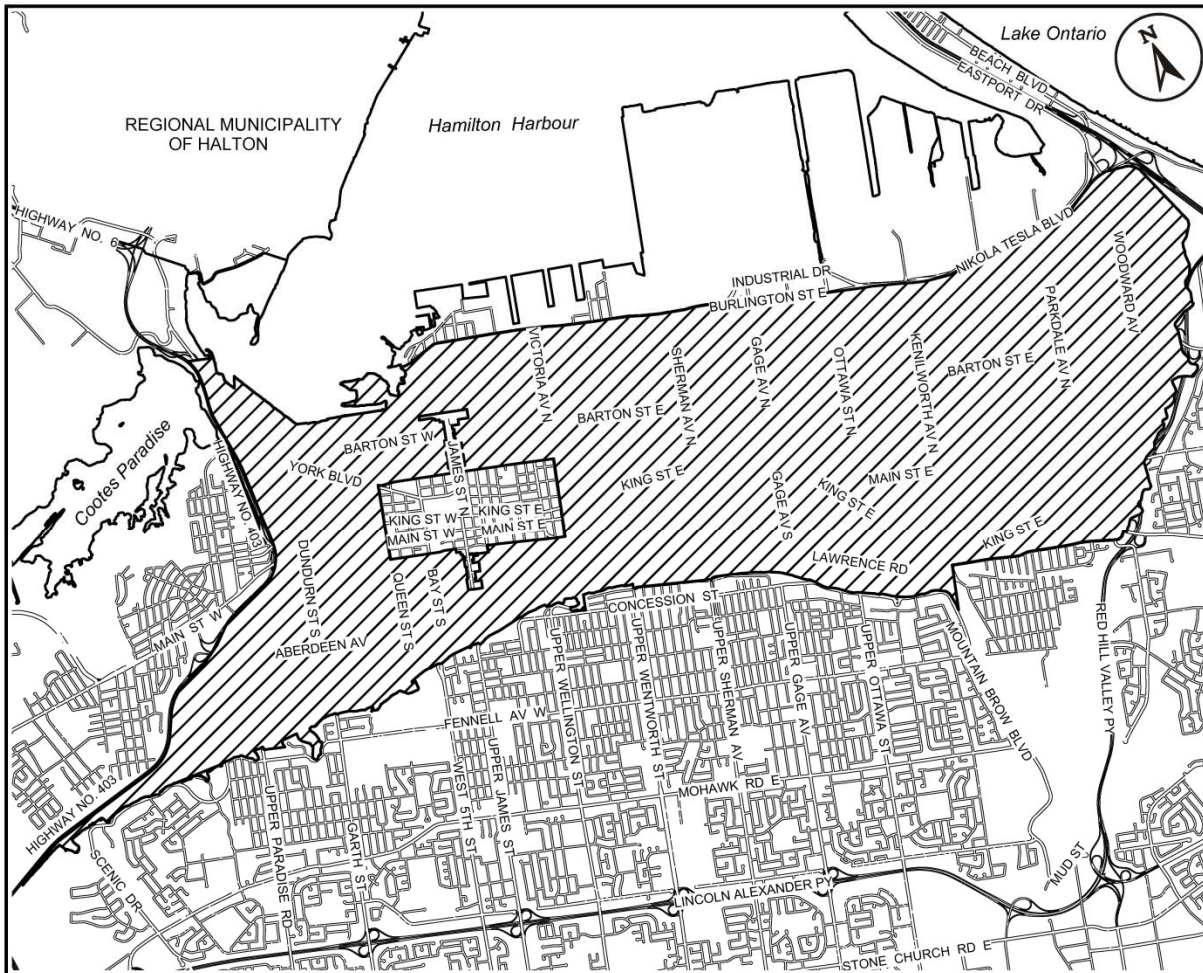 Lake Ontario
N
BEACH BLVD
EASTPORT DR
REGIONAL MUNICIPALITY
OF HALTON
Hamilton Harbour
HIGHWAY NO. 6
NIKOLA TESLA BLVD
WOODWARD AV
INDUSTRIAL DR
BURLINGTON ST E
PARKDALE AV N
VICTORIA AV N
SHERMAN AV N
GAGE AV N
OTTAWA ST N
KENILWORTH AV N
BARTON ST E
BARTON ST E
Cootes Paradise
HIGHWAY NO. 403
BARTON ST W
JAMES ST N
YORK BLVD
KING ST E
GAGE AV S
KING ST E
MAIN ST E
KING ST W
KING ST E
MAIN ST W
MAIN ST E
KING ST E
DUNDURN ST S
QUEEN ST S
BAY ST S
LAWRENCE RD
MAIN ST W
ABERDEEN AV
CONCESSION ST
UPPER WELLINGTON ST
UPPER WENTWORTH ST
UPPER SHERMAN AV
UPPER GAGE AV
UPPER OTTAWA ST
MOUNTAIN BROW BLVD
RED HILL VALLEY PY
FENNELL AV W
WEST 5TH ST
UPPER JAMES ST
MOHAWK RD E
HIGHWAY NO. 403
SCENIC DR
UPPER PARADISE RD
GARTH ST
MUD ST
LINCOLN ALEXANDER PY
STONE CHURCH RD E